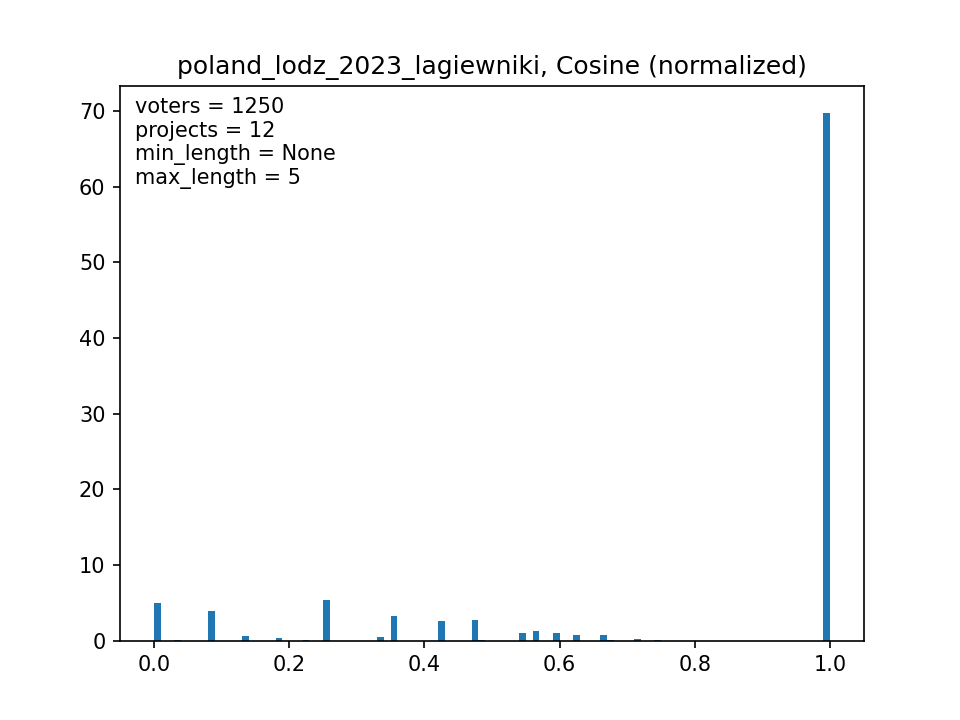 poland_lodz_2023_lagiewniki, Cosine (normalized)
voters = 1250
projects = 12
min_length = None
max_length = 5
70
60
50
40
30
20
10
0
0.0 0.2 0.4 0.6 0.8 1.0